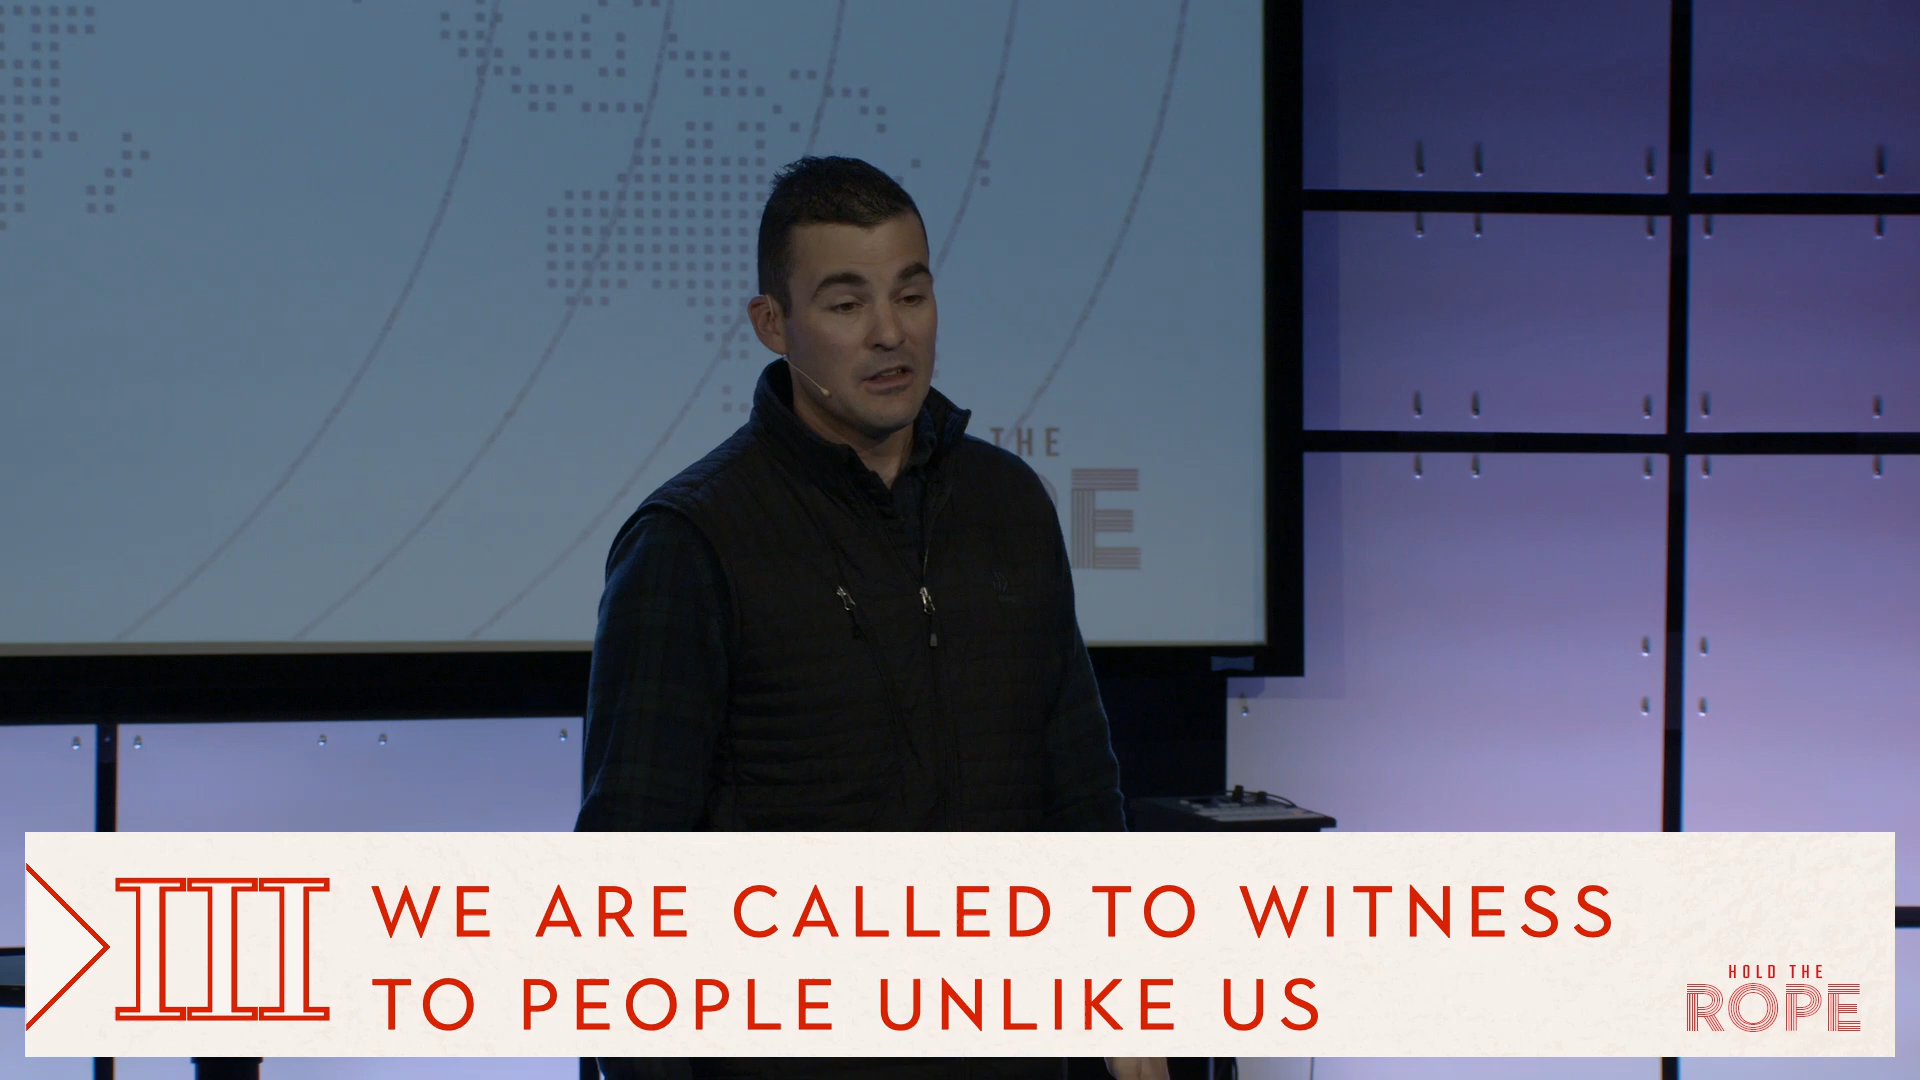 THE
E
III
WE ARE CALLED TO WITNESS
TO PEOPLE UNLIKE US
HOLD THE
ROPE